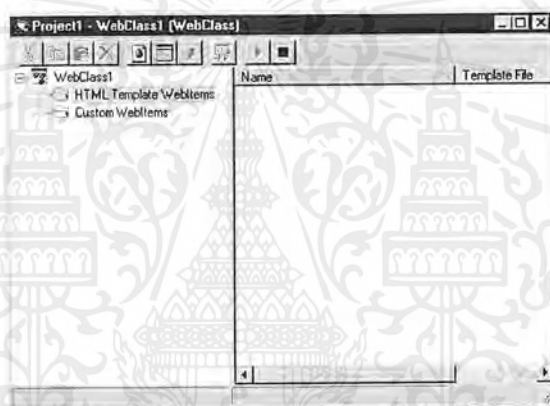 Project1 - WebClass1 (WebClass)
WebClass1
HTML Template WebItems
Custom WebItems
Name
Template File